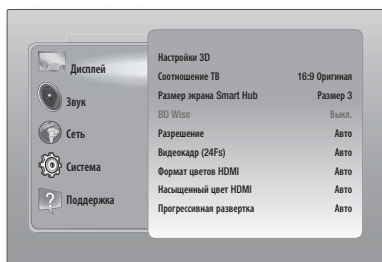 Дисплей
Звук
Сеть
Система
Поддержка
Настройки 3D
Соотношение ТВ 16:9 Оригинал
Размер экрана Smart Hub Размер 3
BD Wise Выкл.
Разрешение Авто
Видеокадр (24Fs) Авто
Формат цветов HDMI Авто
Насыщенный цвет HDMI Авто
Прогрессивная развертка Авто